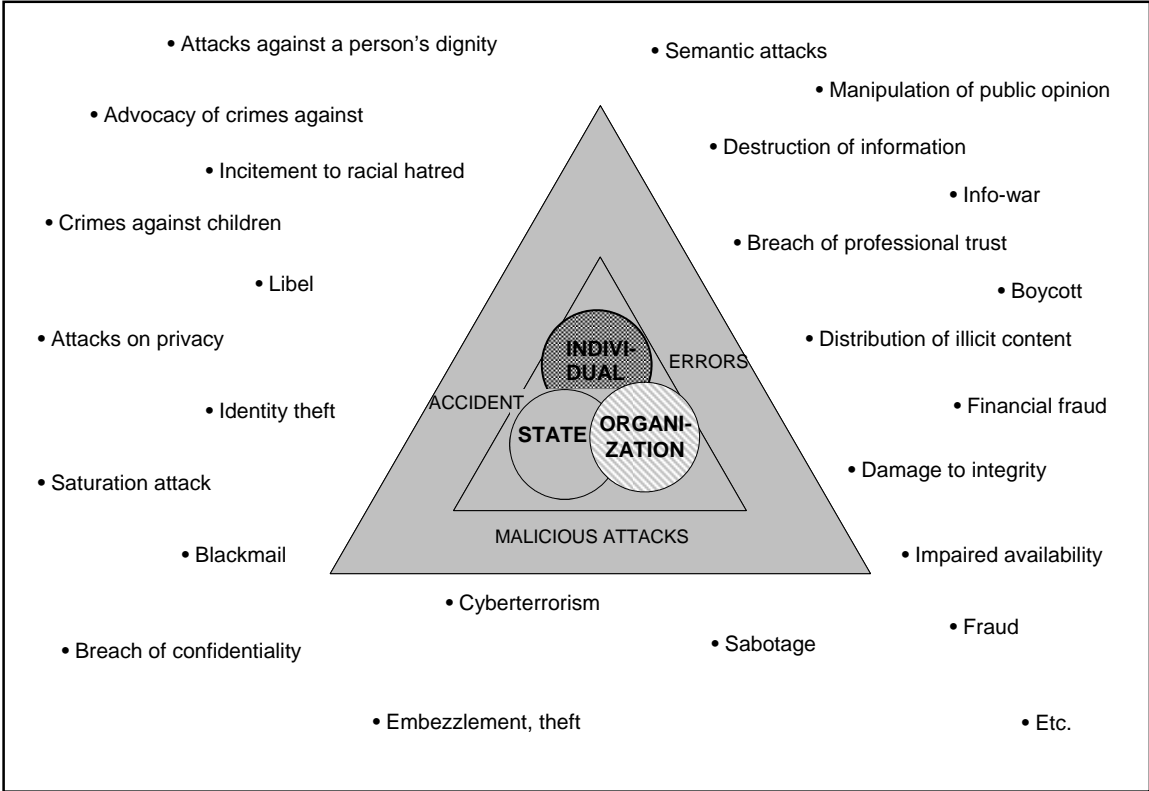 • Attacks against a person’s dignity
• Semantic attacks
• Manipulation of public opinion
• Advocacy of crimes against
• Destruction of information
• Incitement to racial hatred
• Info-war
• Crimes against children
• Breach of professional trust
• Libel
• Boycott
• Attacks on privacy
• Distribution of illicit content
INDIVI-
DUAL
ERRORS
ACCIDENT
• Identity theft
• Financial fraud
STATE
ORGANI-
ZATION
• Saturation attack
• Damage to integrity
MALICIOUS ATTACKS
• Blackmail
• Impaired availability
• Cyberterrorism
• Fraud
• Breach of confidentiality
• Sabotage
• Embezzlement, theft
• Etc.